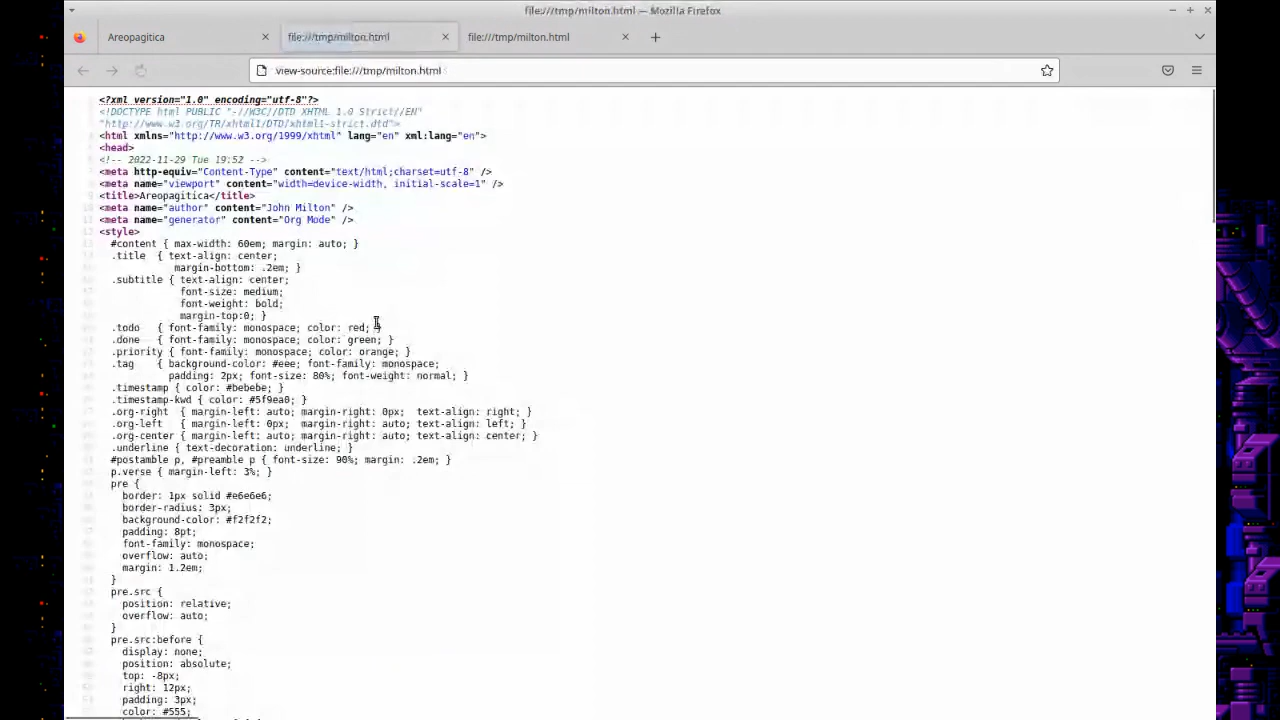 file:///tmp/milton.html — Mozilla Firefox
Areopagitica
file:///tmp/milton.html
file:///tmp/milton.html
view-source:file:///tmp/milton.html
<?xml version="1.0" encoding="utf-8"?>
<!DOCTYPE html PUBLIC "-//W3C//DTD XHTML 1.0 Strict//EN"
"http://www.w3.org/TR/xhtml1/DTD/xhtml1-strict.dtd">
<html xmlns="http://www.w3.org/1999/xhtml" lang="en" xml:lang="en">
<head>
<!-- 2022-11-29 Tue 19:52 -->
<meta http-equiv="Content-Type" content="text/html;charset=utf-8" />
<meta name="viewport" content="width=device-width, initial-scale=1" />
<title>Areopagitica</title>
<meta name="author" content="John Milton" />
<meta name="generator" content="Org Mode" />
<style>
#content { max-width: 60em; margin: auto; }
.title { text-align: center;
margin-bottom: .2em; }
.subtitle { text-align: center;
font-size: medium;
font-weight: bold;
margin-top:0; }
.todo { font-family: monospace; color: red; }
.done { font-family: monospace; color: green; }
.priority { font-family: monospace; color: orange; }
.tag { background-color: #eee; font-family: monospace;
padding: 2px; font-size: 80%; font-weight: normal; }
.timestamp { color: #bebebe; }
.timestamp-kwd { color: #5f9ea0; }
.org-right { margin-left: auto; margin-right: 0px; text-align: right; }
.org-left { margin-left: 0px; margin-right: auto; text-align: left; }
.org-center { margin-left: auto; margin-right: auto; text-align: center; }
.underline { text-decoration: underline; }
#postamble p, #preamble p { font-size: 90%; margin: .2em; }
p.verse { margin-left: 3%; }
pre {
border: 1px solid #e6e6e6;
border-radius: 3px;
background-color: #f2f2f2;
padding: 8pt;
font-family: monospace;
overflow: auto;
margin: 1.2em;
}
pre.src {
position: relative;
overflow: auto;
}
pre.src:before {
display: none;
position: absolute;
top: -8px;
right: 12px;
padding: 3px;
color: #555;